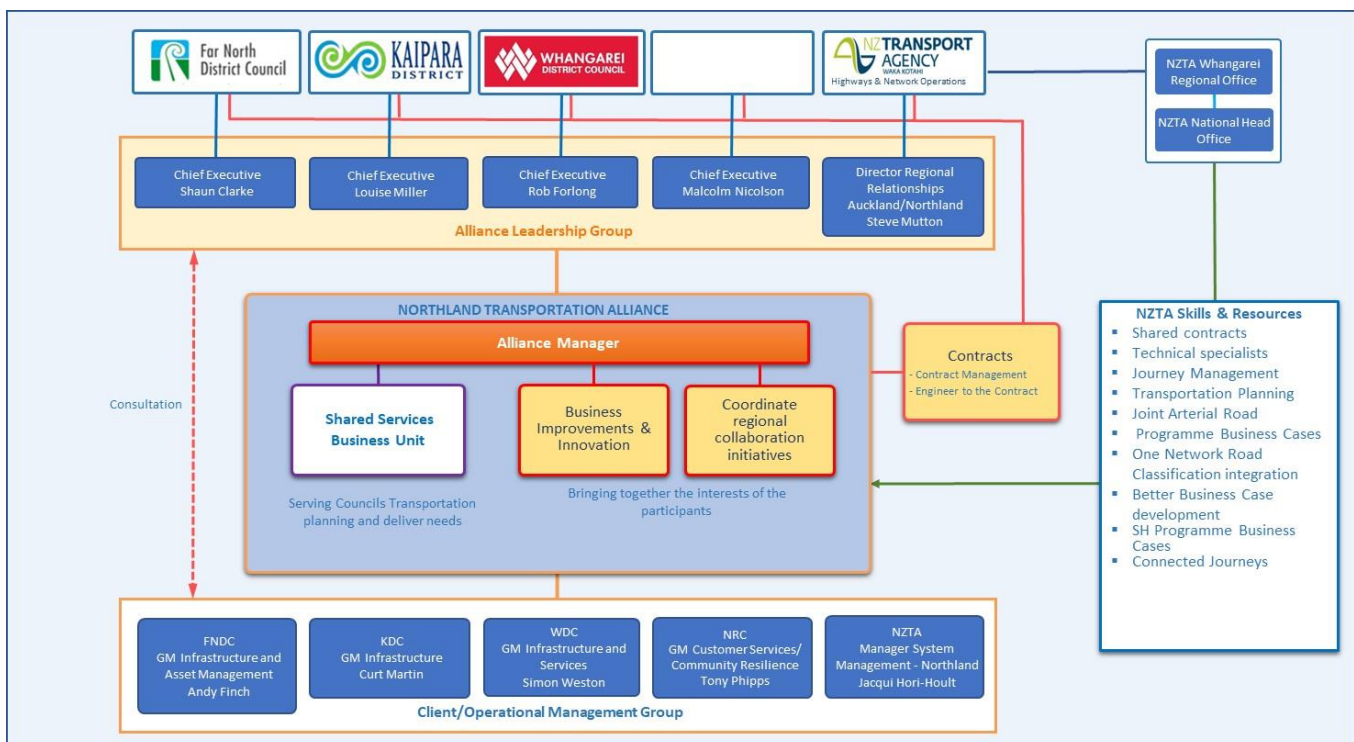 Far North
District Council
KAIPARA
DISTRICT
WHANGAREI
DISTRICT COUNCIL
NZTRANSPORT
AGENCY
WAKA KOTAHI
Highways & Network Operations
NZTA Whangarei
Regional Office
NZTA National Head
Office
Chief Executive
Shaun Clarke
Chief Executive
Louise Miller
Chief Executive
Rob Forlong
Chief Executive
Malcolm Nicolson
Director Regional
Relationships
Auckland/Northland
Steve Mutton
Alliance Leadership Group
Consultation
NORTHLAND TRANSPORTATION ALLIANCE
Alliance Manager
Shared Services
Business Unit
Business
Improvements &
Innovation
Coordinate
regional
collaboration
initiatives
Serving Councils Transportation
planning and deliver needs
Bringing together the interests of the
participants
Contracts
- Contract Management
- Engineer to the Contract
NZTA Skills & Resources
▪ Shared contracts
▪ Technical specialists
▪ Journey Management
▪ Transportation Planning
▪ Joint Arterial Road
▪ Programme Business Cases
▪ One Network Road
Classification integration
▪ Better Business Case
development
▪ SH Programme Business
Cases
▪ Connected Journeys
FNDC
GM Infrastructure and
Asset Management
Andy Finch
KDC
GM Infrastructure
Curt Martin
WDC
GM Infrastructure and
Services
Simon Weston
NRC
GM Customer Services/
Community Resilience
Tony Phipps
NZTA
Manager System
Management - Northland
Jacqui Hori-Hoult
Client/Operational Management Group